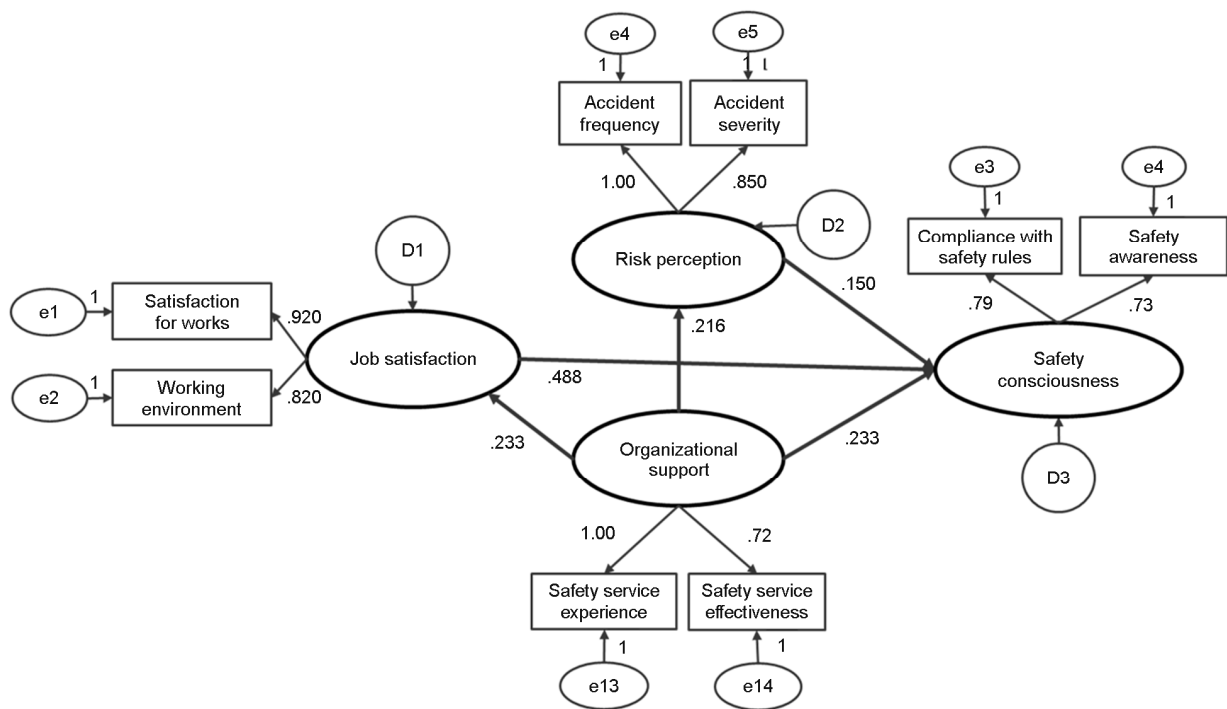 e4
e5
1
1 ι
Accident
frequency
Accident
severity
1.00
.850
e3
e4
1
1
D1
D2
Risk perception
Compliance with
safety rules
Safety
awareness
.150
.79
.73
e1
1
Satisfaction
for works
.920
.216
Job satisfaction
.488
Safety
consciousness
e2
1
Working
environment
.820
.233
Organizational
support
.233
D3
1.00
.72
Safety service
experience
Safety service
effectiveness
1
1
e13
e14